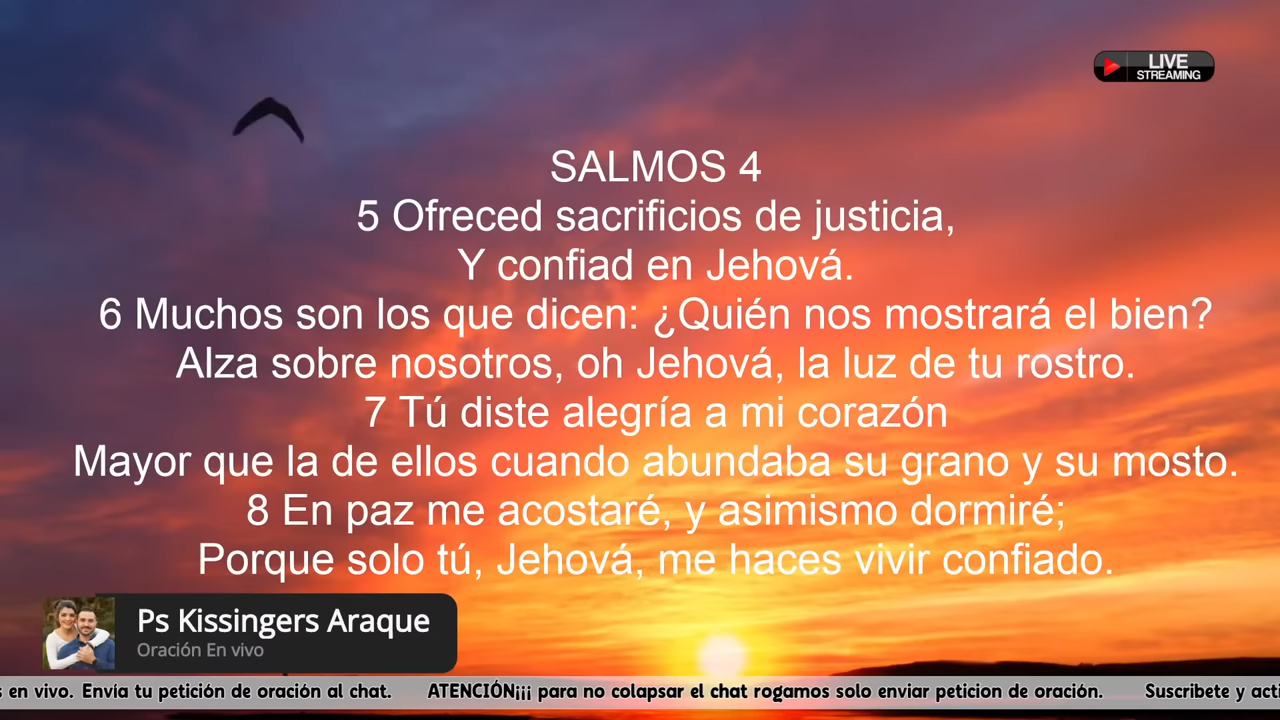 LIVE
STREAMING
SALMOS 4
5 Ofreced sacrificios de justicia,
Y confiad en Jehová.
6 Muchos son los que dicen: ¿Quién nos mostrará el bien?
Alza sobre nosotros, oh Jehová, la luz de tu rostro.
7 Tú diste alegría a mi corazón
Mayor que la de ellos cuando abundaba su grano y su mosto.
8 En paz me acostaré, y asimismo dormiré;
Porque solo tú, Jehová, me haces vivir confiado.
Ps Kissingers Araque
Oración En vivo
s en vivo. Envía tu petición de oración al chat. ATENCIÓN¡¡¡ para no colapsar el chat rogamos solo enviar peticion de oración. Suscribete y acti